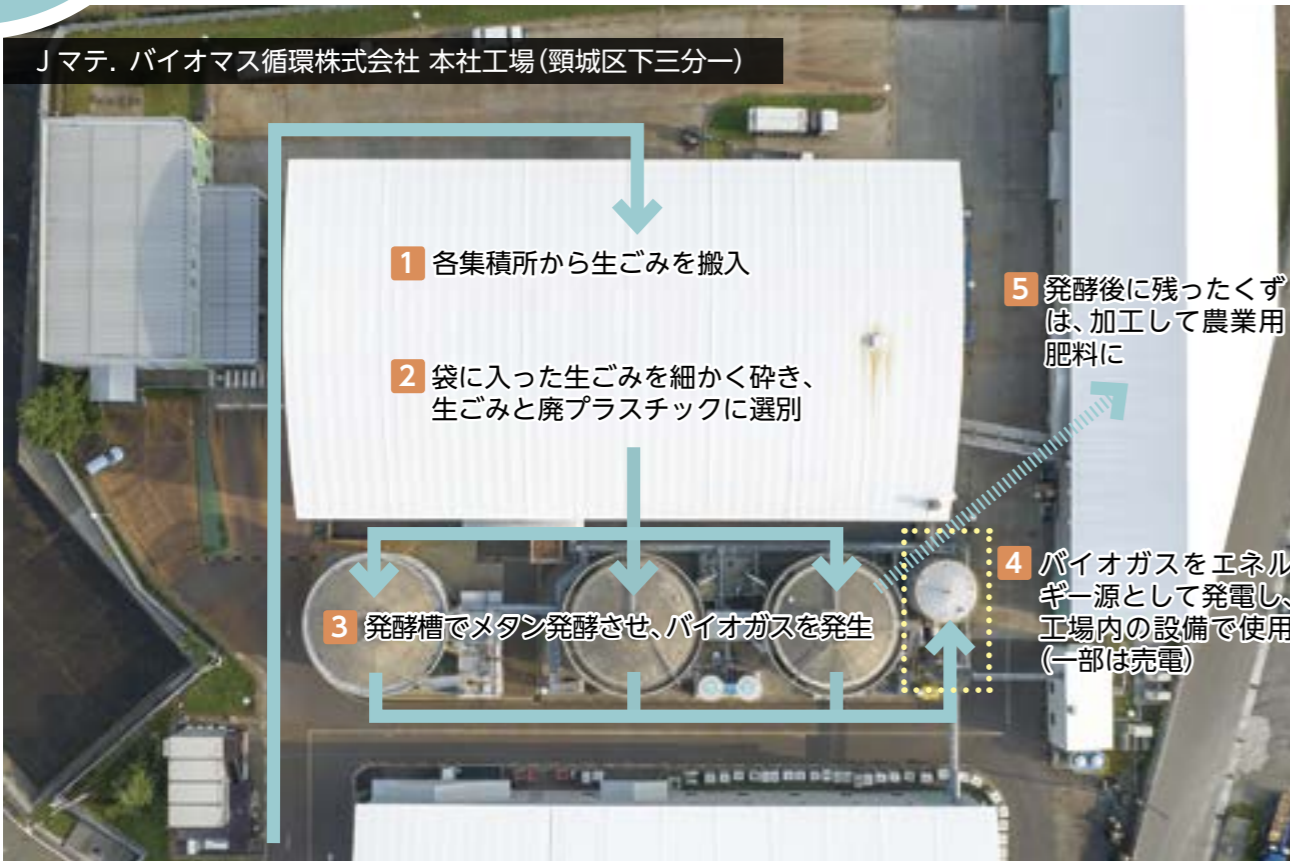 Jマテ. バイオマス循環株式会社 本社工場(頸城区下三分一)
1 各集積所から生ごみを搬入
2 袋に入った生ごみを細かく砕き、
生ごみと廃プラスチックに選別
3 発酵槽でメタン発酵させ、バイオガスを発生
4 バイオガスをエネル
ギー源として発電し、
工場内の設備で使用
(一部は売電)
5 発酵後に残ったくず
は、加工して農業用
肥料に